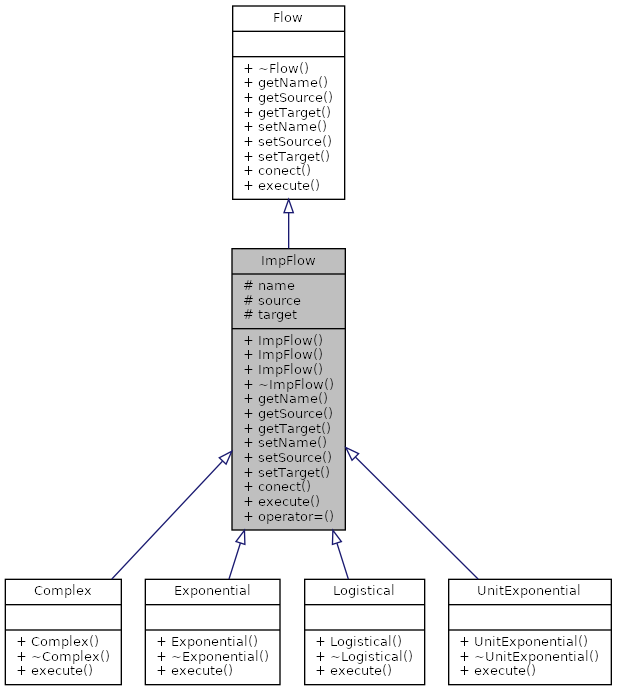 Flow
+ ~Flow()
+ getName()
+ getSource()
+ getTarget()
+ setName()
+ setSource()
+ setTarget()
+ conect()
+ execute()
ImpFlow
# name
# source
# target
+ ImpFlow()
+ ImpFlow()
+ ImpFlow()
+ ~ImpFlow()
+ getName()
+ getSource()
+ getTarget()
+ setName()
+ setSource()
+ setTarget()
+ conect()
+ execute()
+ operator=()
Complex
+ Complex()
+ ~Complex()
+ execute()
Exponential
+ Exponential()
+ ~Exponential()
+ execute()
Logistical
+ Logistical()
+ ~Logistical()
+ execute()
UnitExponential
+ UnitExponential()
+ ~UnitExponential()
+ execute()